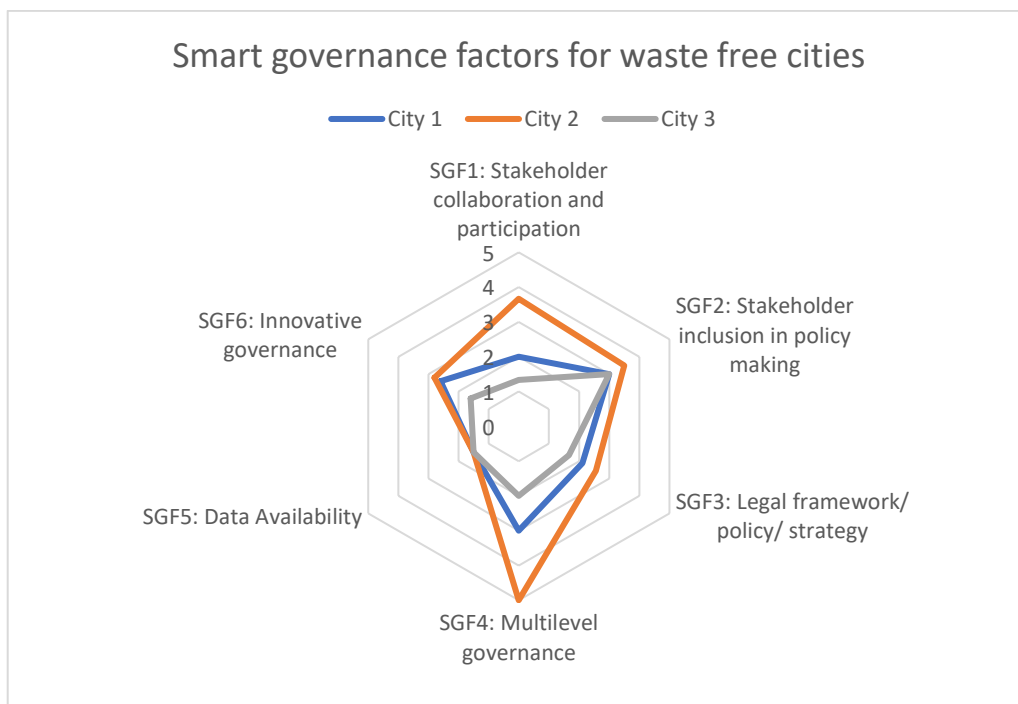 Smart governance factors for waste free cities
City 1 City 2 City 3
SGF1: Stakeholder
collaboration and
participation
5
4
3
2
1
0
SGF2: Stakeholder
inclusion in policy
making
SGF3: Legal framework/
policy/ strategy
SGF4: Multilevel
governance
SGF5: Data Availability
SGF6: Innovative
governance